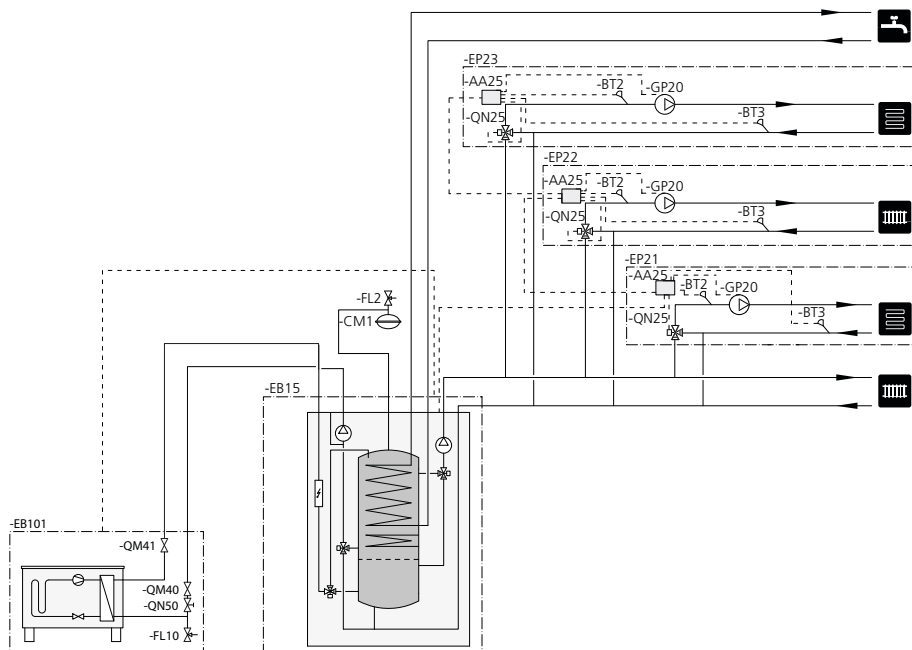 -EP23
-AA25
-BT2
-GP20
-BT3
-QN25
-EP22
-AA25
-BT2
-GP20
-BT3
-QN25
-EP21
-AA25
-BT2
-GP20
-BT3
-QN25
-FL2
-CM1
-EB15
-EB101
-QM41
-QM40
-QN50
-FL10